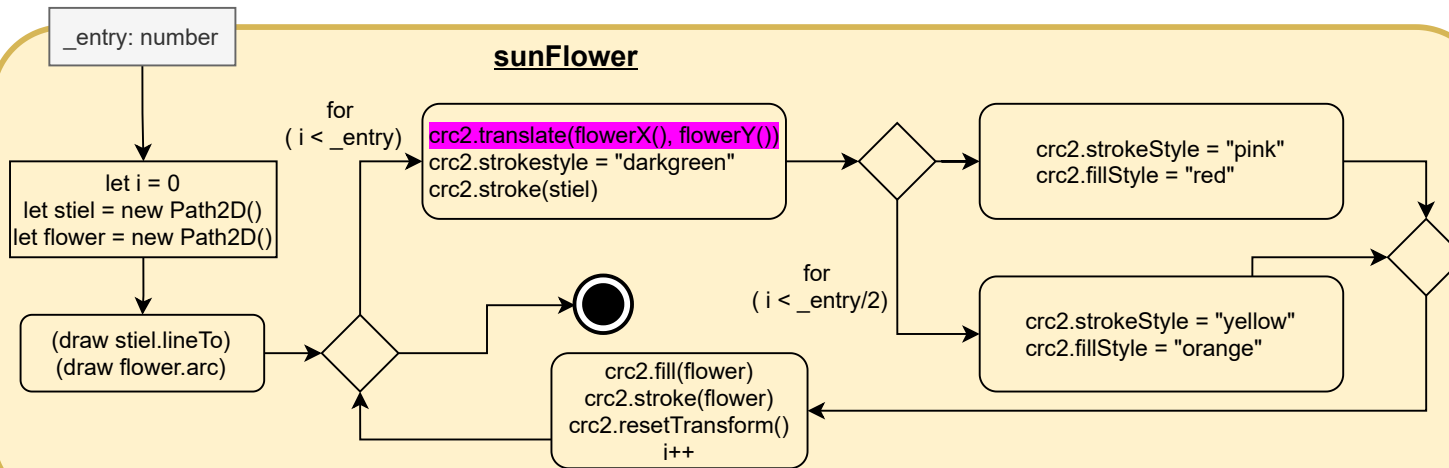 _entry: number
sunFlower
let i = 0
let stiel = new Path2D()
let flower = new Path2D()
(draw stiel.lineTo)
(draw flower.arc)
for
( i < _entry)
crc2.translate(flowerX(), flowerY())
crc2.strokestyle = "darkgreen"
crc2.stroke(stiel)
crc2.strokeStyle = "pink"
crc2.fillStyle = "red"
for
( i < _entry/2)
crc2.strokeStyle = "yellow"
crc2.fillStyle = "orange"
crc2.fill(flower)
crc2.stroke(flower)
crc2.resetTransform()
i++